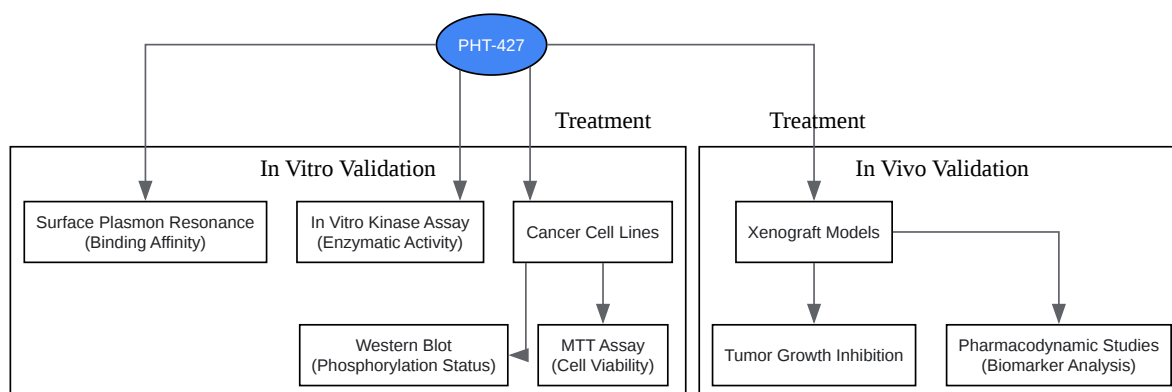 PHT-427
Treatment
Treatment
In Vitro Validation
In Vivo Validation
Surface Plasmon Resonance
(Binding Affinity)
In Vitro Kinase Assay
(Enzymatic Activity)
Cancer Cell Lines
Xenograft Models
Western Blot
(Phosphorylation Status)
MTT Assay
(Cell Viability)
Tumor Growth Inhibition
Pharmacodynamic Studies
(Biomarker Analysis)